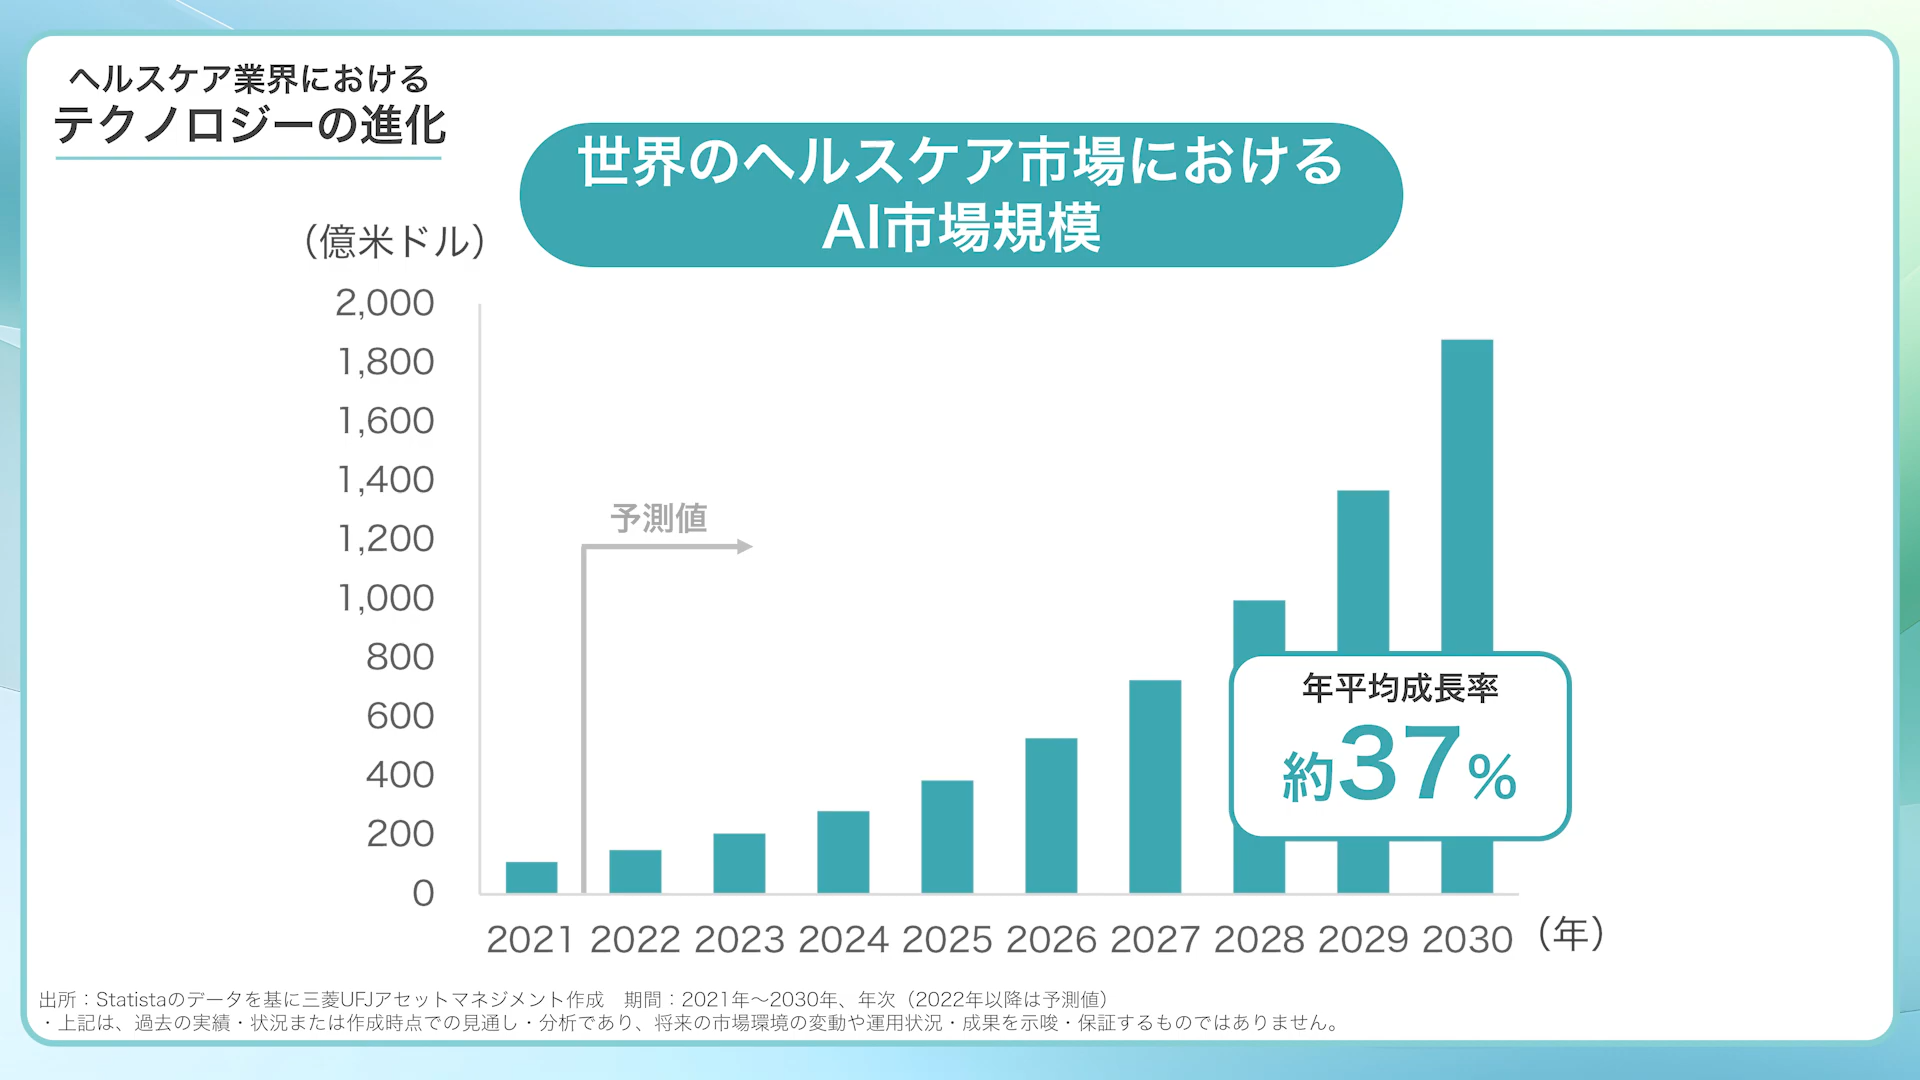 ヘルスケア業界における
テクノロジーの進化
世界のヘルスケア市場における
AI市場規模
（億米ドル）
2,000
1,800
1,600
1,400
1,200
1,000
800
600
400
200
0
予測値
年平均成長率
約37%
2021 2022 2023 2024 2025 2026 2027 2028 2029 2030 （年）
出所：Statistaのデータを基に三菱UFJアセットマネジメント作成　期間：2021年～2030年、年次（2022年以降は予測値）
・上記は、過去の実績・状況または作成時点での見通し・分析であり、将来の市場環境の変動や運用状況・成果を示唆・保証するものではありません。